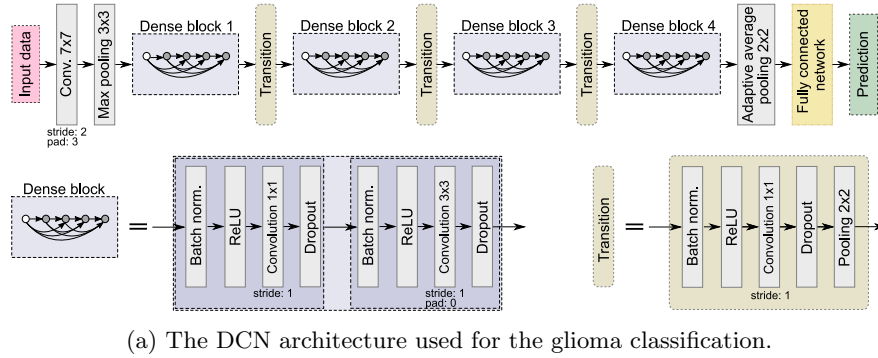 Dense block 1
Dense block 2
Dense block 3
Dense block 4
Input data
Conv. 7x7
stride: 2
pad: 3
Max pooling 3x3
Transition
Transition
Transition
Adaptive average
pooling 2x2
Fully connected
network
Prediction
Dense block
=
Batch norm.
ReLU
Convolution 1x1
Dropout
stride: 1
Batch norm.
ReLU
Convolution 3x3
Dropout
stride: 1
pad: 0
Transition
=
Batch norm.
ReLU
Convolution 1x1
Dropout
Pooling 2x2
stride: 1
(a) The DCN architecture used for the glioma classification.